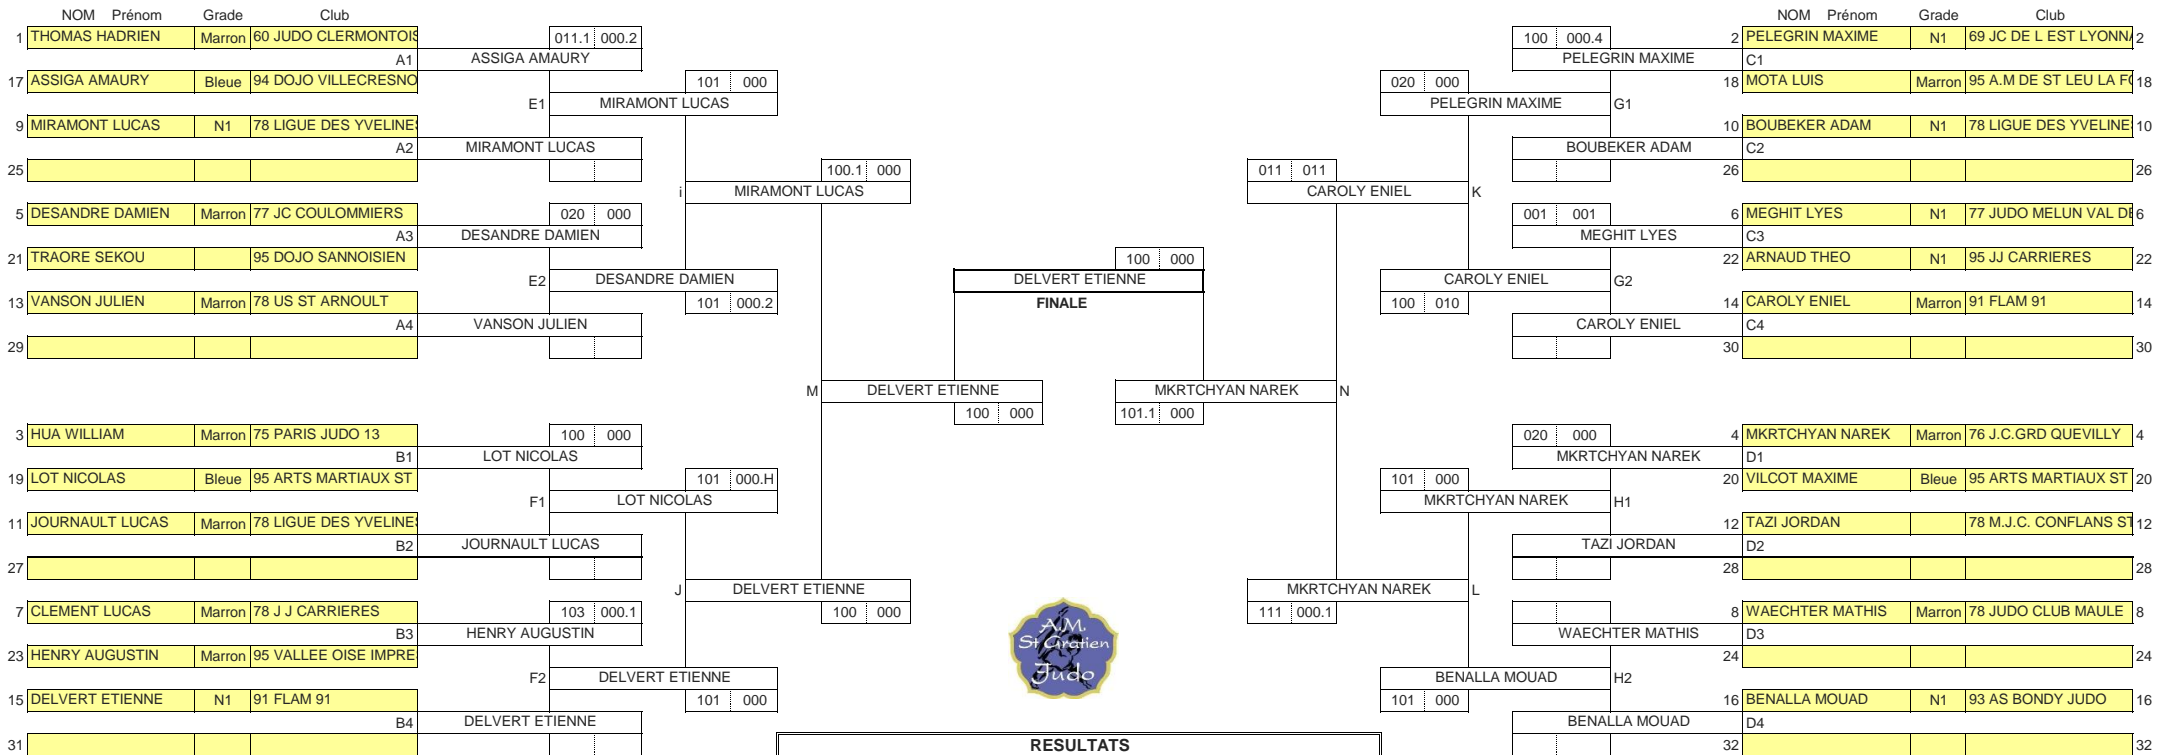 NOM Prénom Grade Club NOM Prénom Grade Club
1 THOMAS HADRIEN Marron 60 JUDO CLERMONTOIS 011.1 000.2 100 000.4 2 PELEGRIN MAXIME N1 69 JC DE L EST LYONNA 2
A1 ASSIGA AMAURY PELEGRIN MAXIME C1
17 ASSIGA AMAURY Bleue 94 DOJO VILLECRESNO 101 000 020 000 18 MOTA LUIS Marron 95 A.M DE ST LEU LA FO 18
E1 MIRAMONT LUCAS PELEGRIN MAXIME G1
9 MIRAMONT LUCAS N1 78 LIGUE DES YVELINES 10 BOUBEKER ADAM N1 78 LIGUE DES YVELINES 10
A2 MIRAMONT LUCAS BOUBEKER ADAM C2
25 100.1 000 011 011 26 26
i MIRAMONT LUCAS CAROLY ENIEL K
5 DESANDRE DAMIEN Marron 77 JC COULOMMIERS 020 000 001 001 6 MEGHIT LYES N1 77 JUDO MELUN VAL DE 6
A3 DESANDRE DAMIEN MEGHIT LYES C3
21 TRAORE SEKOU 95 DOJO SANNOISIEN 100 000 22 ARNAUD THEO N1 95 JJ CARRIERES 22
E2 DESANDRE DAMIEN DELVERT ETIENNE CAROLY ENIEL G2
13 VANSON JULIEN Marron 78 US ST ARNOULT 101 000.2 FINALE 100 010 14 CAROLY ENIEL Marron 91 FLAM 91 14
A4 VANSON JULIEN CAROLY ENIEL C4
29 30 30
M DELVERT ETIENNE MKRTCHYAN NAREK N
100 000 101.1 000
3 HUA WILLIAM Marron 75 PARIS JUDO 13 100 000 020 000 4 MKRTCHYAN NAREK Marron 76 J.C.GRD QUEVILLY 4
B1 LOT NICOLAS MKRTCHYAN NAREK D1
19 LOT NICOLAS Bleue 95 ARTS MARTIAUX ST 101 000.H 101 000 20 VILCOT MAXIME Bleue 95 ARTS MARTIAUX ST 20
F1 LOT NICOLAS MKRTCHYAN NAREK H1
11 JOURNAULT LUCAS Marron 78 LIGUE DES YVELINES 12 TAZI JORDAN 78 M.J.C. CONFLANS ST 12
B2 JOURNAULT LUCAS TAZI JORDAN D2
27 28 28
J DELVERT ETIENNE MKRTCHYAN NAREK L
7 CLEMENT LUCAS Marron 78 J J CARRIERES 103 000.1 100 000 111 000.1 8 WAECHTER MATHIS Marron 78 JUDO CLUB MAULE 8
B3 HENRY AUGUSTIN A.M. WAECHTER MATHIS D3
23 HENRY AUGUSTIN Marron 95 VALLEE OISE IMPRE St Gratien 24 24
F2 DELVERT ETIENNE Judo BENALLA MOUAD H2
15 DELVERT ETIENNE N1 91 FLAM 91 101 000 101 000 16 BENALLA MOUAD N1 93 AS BONDY JUDO 16
B4 DELVERT ETIENNE BENALLA MOUAD D4
31 RESULTATS 32 32